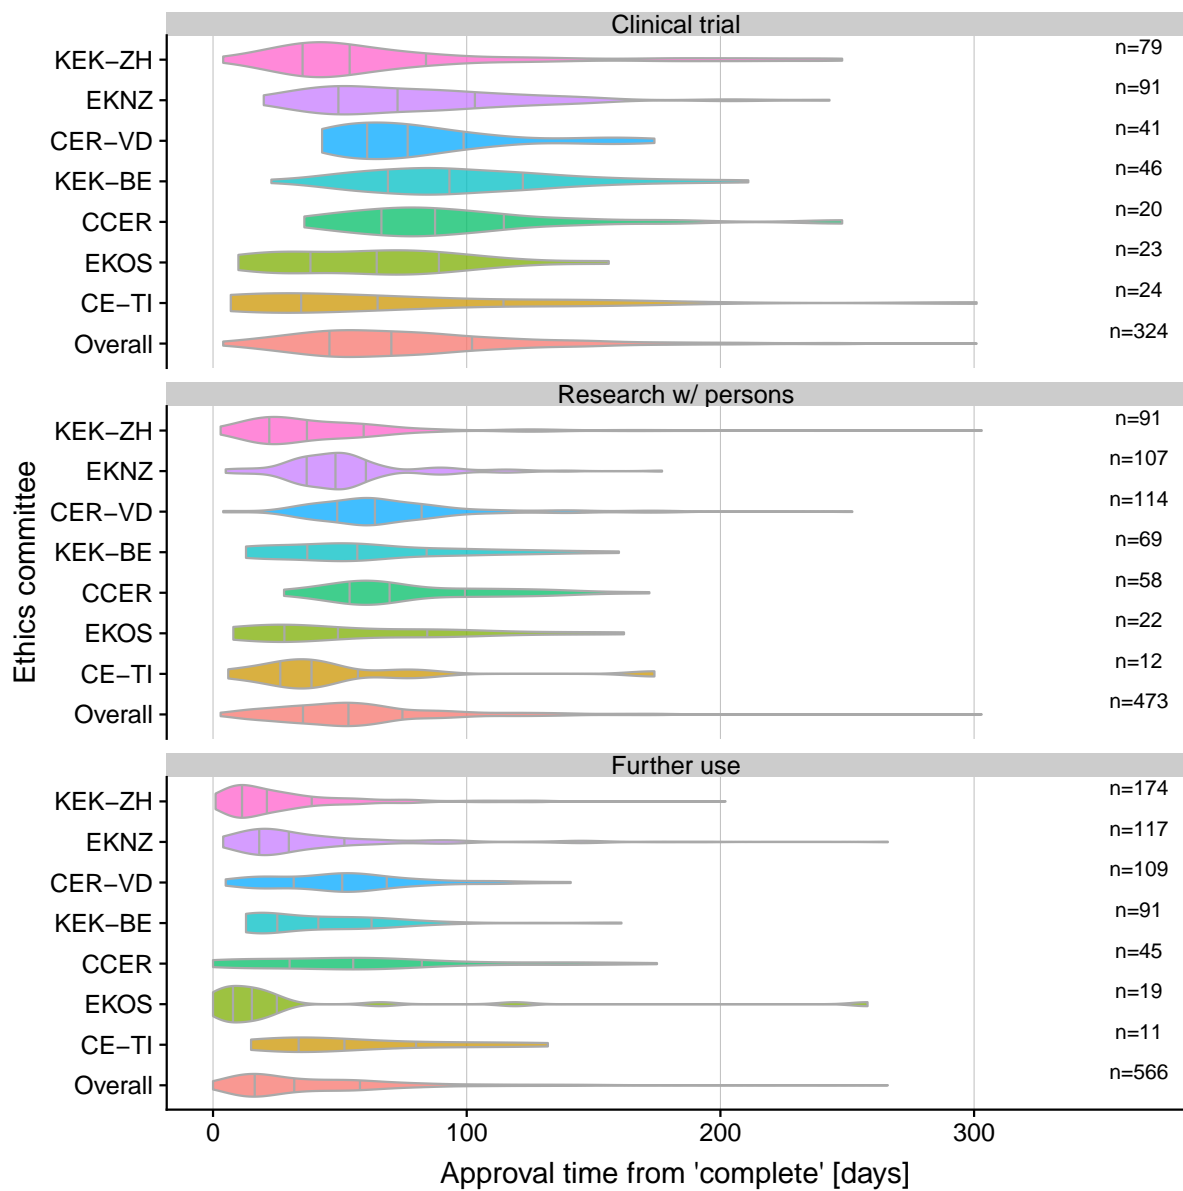 Clinical trial
KEK−ZH n=79
EKNZ n=91
CER−VD n=41
KEK−BE n=46
CCER n=20
EKOS n=23
CE−TI n=24
Overall n=324
Research w/ persons
KEK−ZH n=91
EKNZ n=107
CER−VD n=114
KEK−BE n=69
CCER n=58
EKOS n=22
CE−TI n=12
Overall n=473
Further use
KEK−ZH n=174
EKNZ n=117
CER−VD n=109
KEK−BE n=91
CCER n=45
EKOS n=19
CE−TI n=11
Overall n=566
Ethics committee
0 100 200 300
Approval time from 'complete' [days]